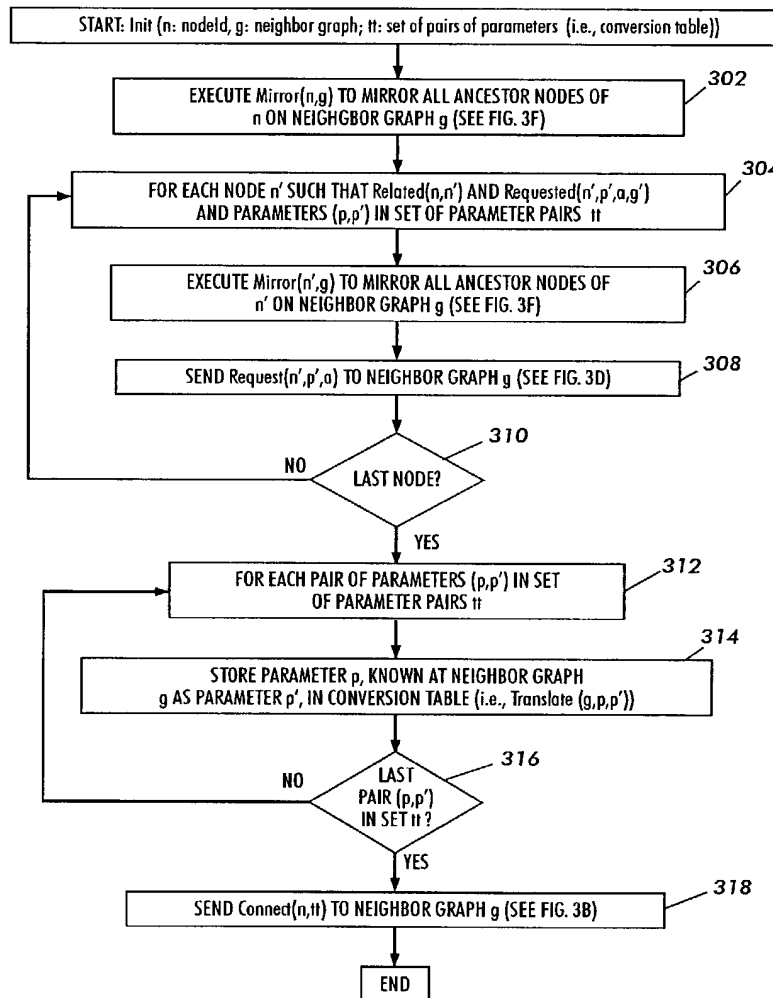 START: Init (n: nodeId, g: neighbor graph; tt: set of pairs of parameters (i.e., conversion table))
302
EXECUTE Mirror(n,g) TO MIRROR ALL ANCESTOR NODES OF
n ON NEIGHGBOR GRAPH g (SEE FIG. 3F)
304
FOR EACH NODE n' SUCH THAT Related(n,n') AND Requested(n',p',a,g')
AND PARAMETERS (p,p') IN SET OF PARAMETER PAIRS tt
306
EXECUTE Mirror(n',g) TO MIRROR ALL ANCESTOR NODES OF
n' ON NEIGHBOR GRAPH g (SEE FIG. 3F)
308
SEND Request(n',p',a) TO NEIGHBOR GRAPH g (SEE FIG. 3D)
310
NO
LAST NODE?
YES
312
FOR EACH PAIR OF PARAMETERS (p,p') IN SET
OF PARAMETER PAIRS tt
314
STORE PARAMETER p, KNOWN AT NEIGHBOR GRAPH
g AS PARAMETER p', IN CONVERSION TABLE (i.e., Translate (g,p,p'))
316
NO
LAST
PAIR (p,p')
IN SET tt ?
YES
318
SEND Connect(n,tt) TO NEIGHBOR GRAPH g (SEE FIG. 3B)
END